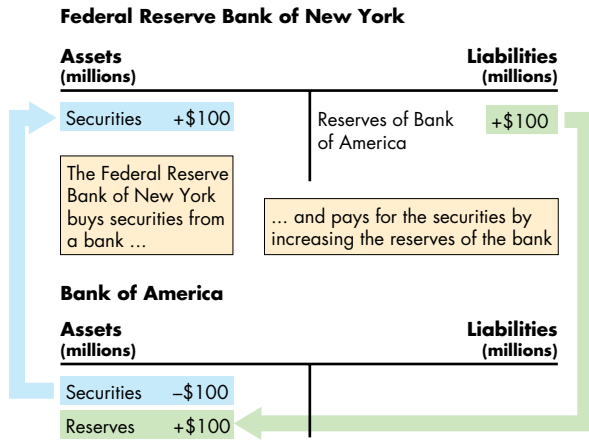 Federal Reserve Bank of New York
Assets
(millions)
Liabilities
(millions)
Securities +$100
Reserves of Bank
of America
+$100
The Federal Reserve
Bank of New York
buys securities from
a bank ...
... and pays for the securities by
increasing the reserves of the bank
Bank of America
Assets
(millions)
Liabilities
(millions)
Securities –$100
Reserves +$100